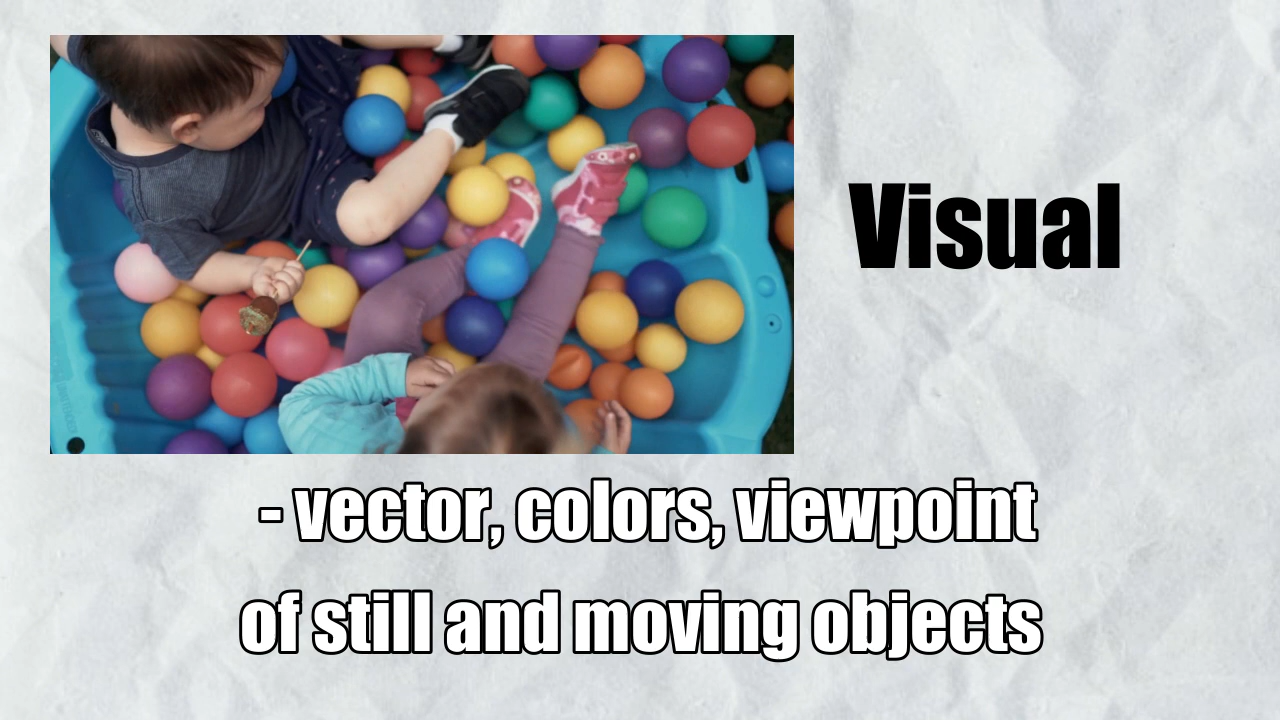 Visual
- vector, colors, viewpoint
of still and moving objects